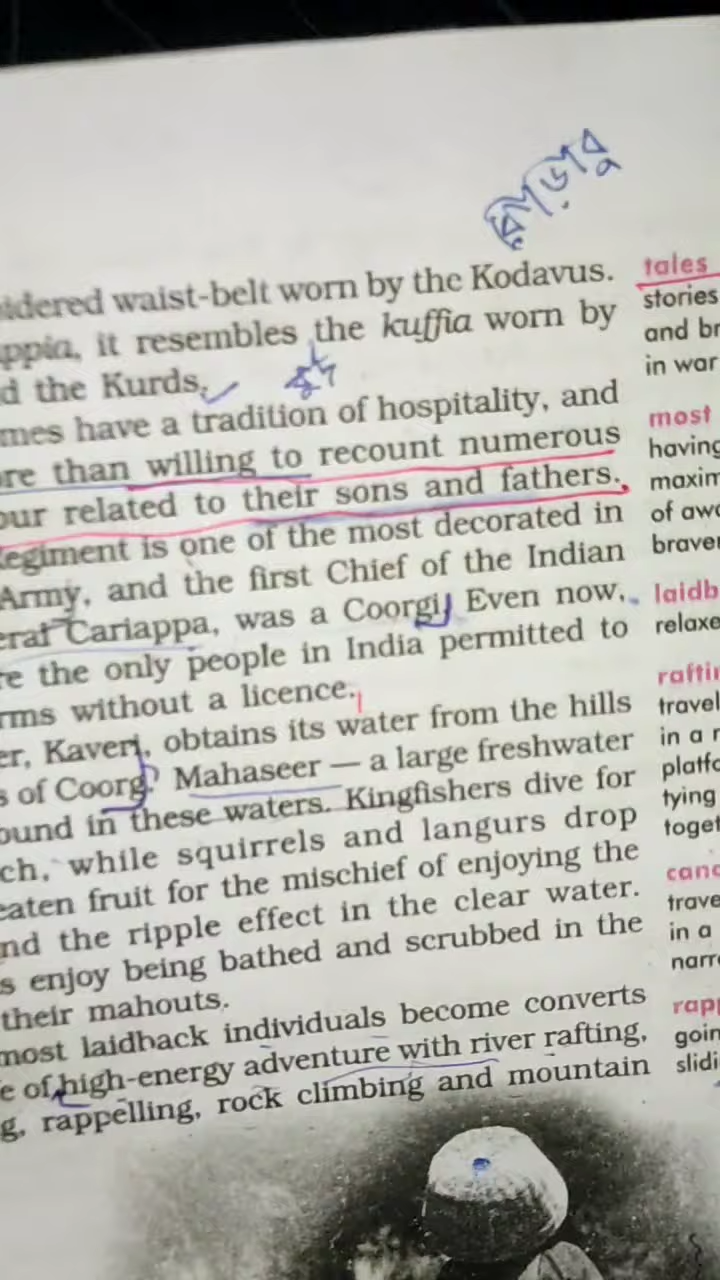 idered waist-belt worn by the Kodavus.
ppia, it resembles the kuffia worn by
d the Kurds.
mes have a tradition of hospitality, and
re than willing to recount numerous
our related to their sons and fathers.
Regiment is one of the most decorated in
Army, and the first Chief of the Indian
eral Cariappa, was a Coorgi. Even now,
re the only people in India permitted to
rms without a licence.
er, Kaveri, obtains its water from the hills
s of Coorg. Mahaseer — a large freshwater
ound in these waters. Kingfishers dive for
ch, while squirrels and langurs drop
eaten fruit for the mischief of enjoying the
nd the ripple effect in the clear water.
s enjoy being bathed and scrubbed in the
their mahouts.
most laidback individuals become converts
e of high-energy adventure with river rafting,
g, rappelling, rock climbing and mountain
tales
stories
and br
in war
most
having
maxim
of awa
braver
laidb
relaxe
raftin
travel
in a r
platfo
tying
toget
cano
trave
in a
narro
rapp
goin
slidi